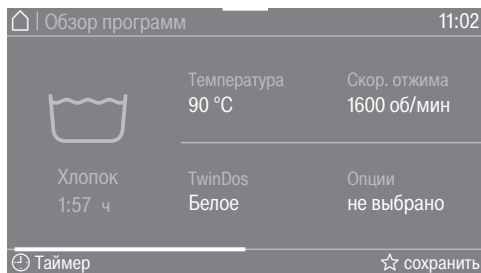 | Обзор программ 11:02
Температура Скор. отжима
90 °C 1600 об/мин
Хлопок TwinDos Опции
1:57 ч Белое не выбрано
Таймер сохранить